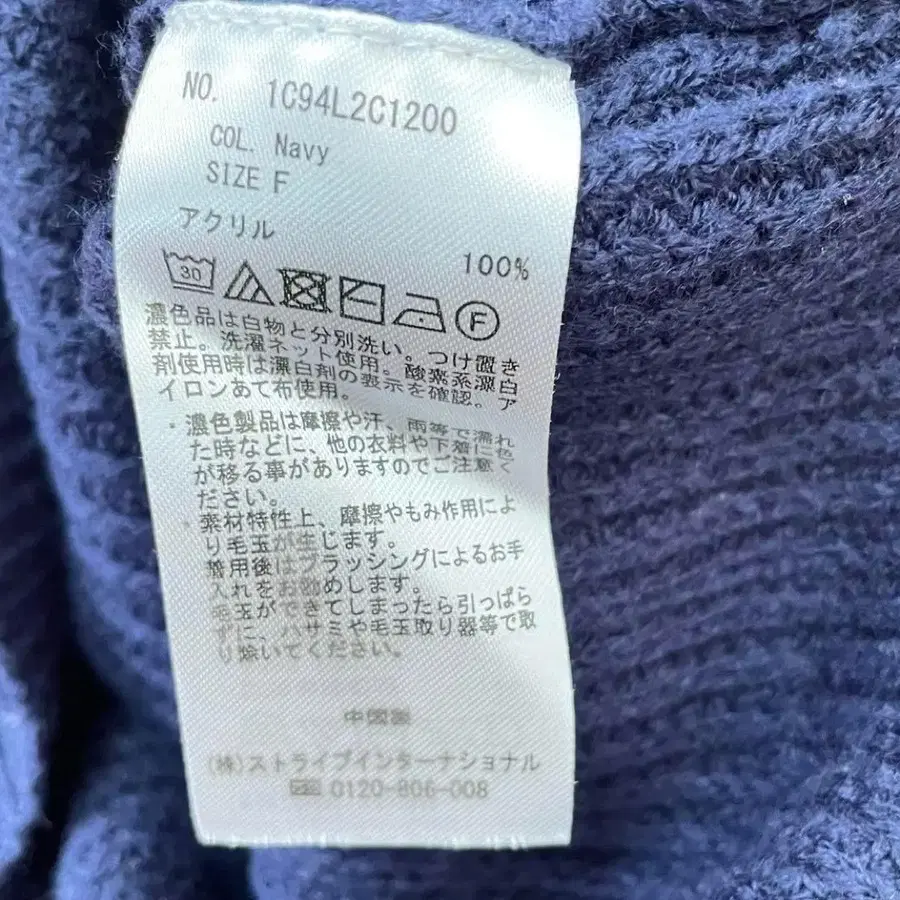 NO. 1C94L2C1200
COL. Navy
SIZE F
アクリル
100%
30
F
濃色品は白物と分別洗い。つけ置き
禁止。洗濯ネット使用。酸素系漂白
剤使用時は漂白剤の表示を確認。ア
イロンあて布使用。
・濃色製品は摩擦や汗、雨等で濡れ
た時などに、他の衣料や下着に色
が移る事がありますのでご注意く
ださい。
・素材特性上、摩擦やもみ作用によ
り毛玉が生じます。
着用後はブラッシングによるお手
入れをお勧めします。
毛玉ができてしまったら引っぱら
ずに、ハサミや毛玉取り器等で取
り除いてください。
中国製
(株)ストライプインターナショナル
0120-806-008